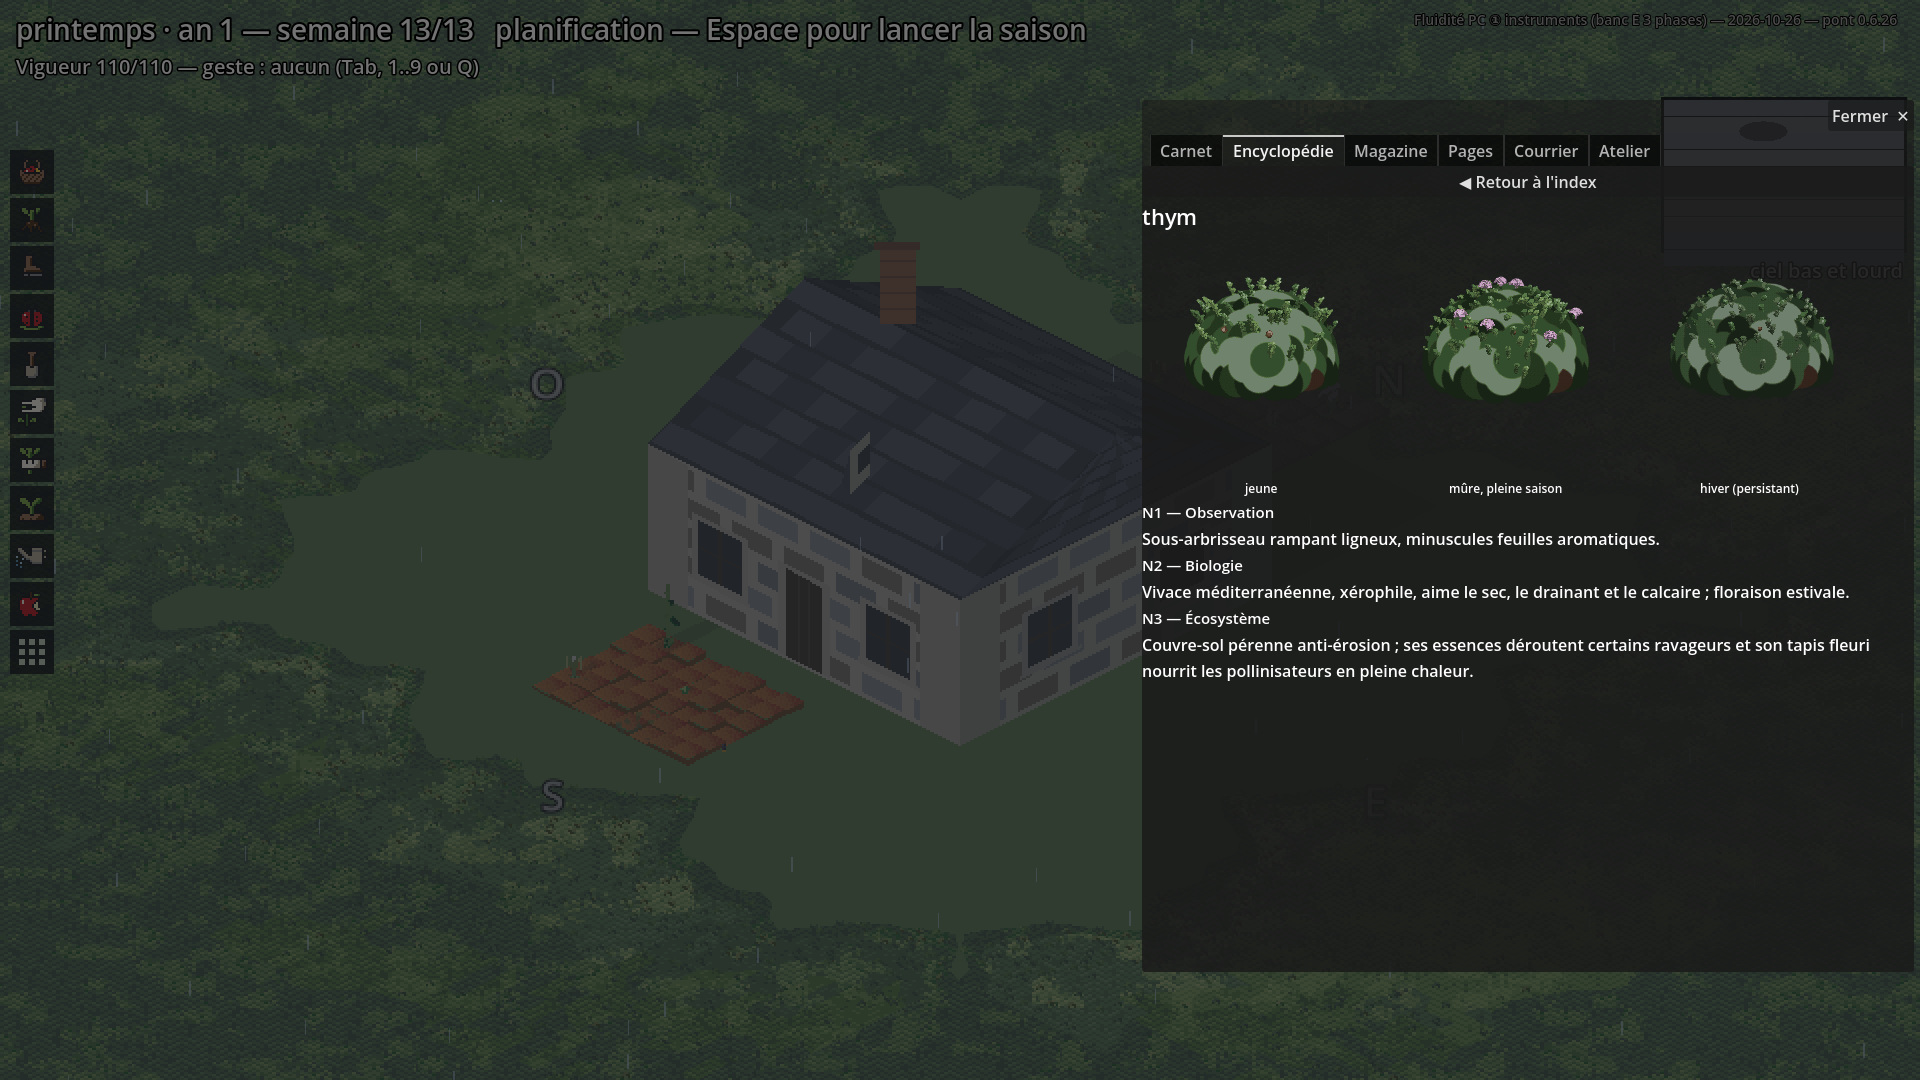 printemps · an 1 — semaine 13/13 planification — Espace pour lancer la saison
Fluidité PC ① instruments (banc E 3 phases) — 2026-10-26 — pont 0.6.26
Vigueur 110/110 — geste : aucun (Tab, 1..9 ou Q)
Fermer ✕
Carnet Encyclopédie Magazine Pages Courrier Atelier
◀ Retour à l'index
thym
ciel bas et lourd
O
N
jeune mûre, pleine saison hiver (persistant)
N1 — Observation
Sous-arbrisseau rampant ligneux, minuscules feuilles aromatiques.
N2 — Biologie
Vivace méditerranéenne, xérophile, aime le sec, le drainant et le calcaire ; floraison estivale.
N3 — Écosystème
Couvre-sol pérenne anti-érosion ; ses essences déroutent certains ravageurs et son tapis fleuri
nourrit les pollinisateurs en pleine chaleur.
S
E